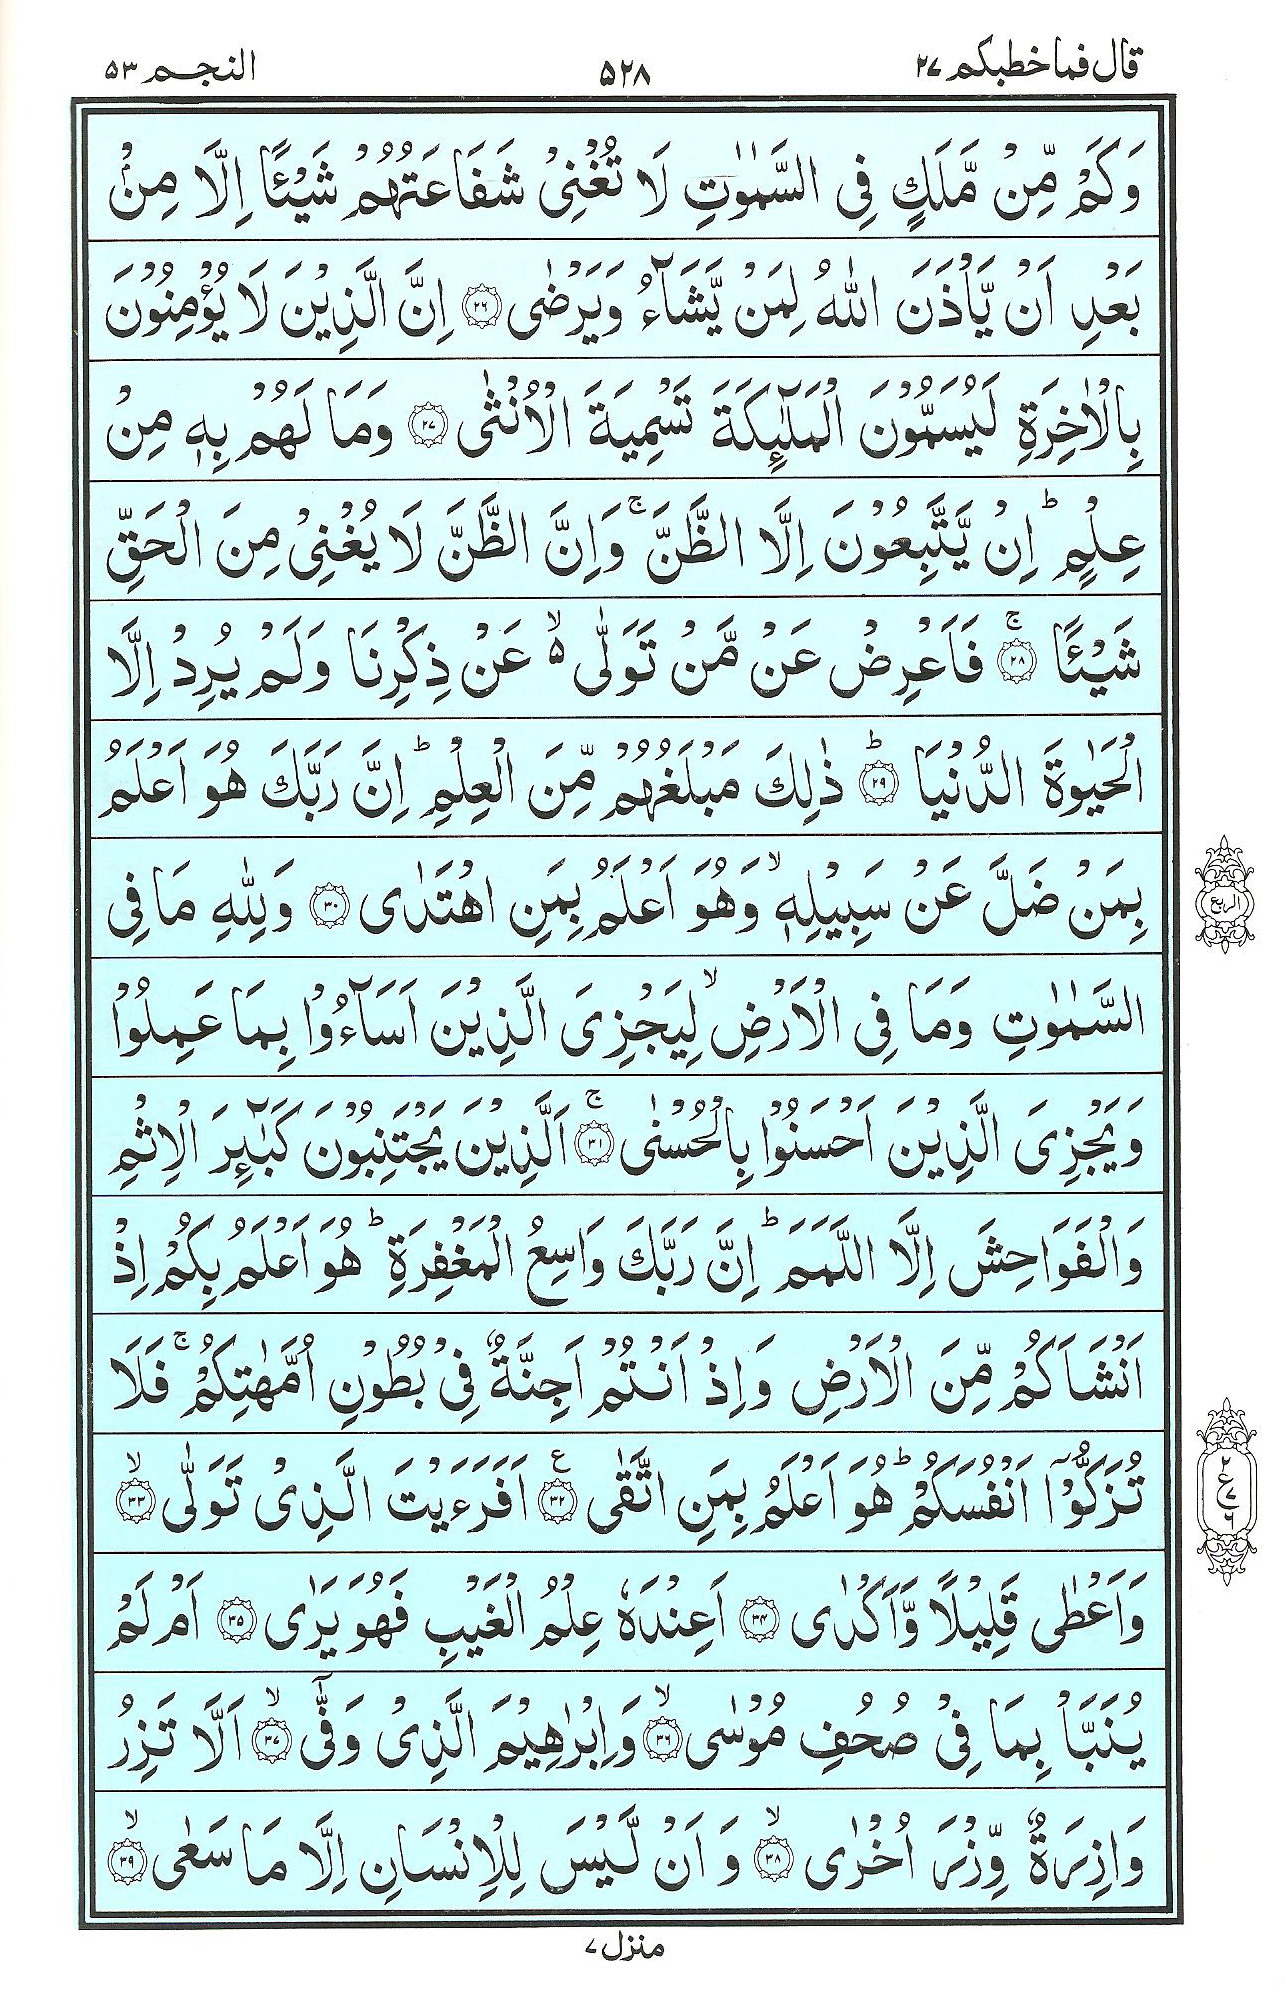 قال فما خطبكم ٢٧ ٥٢٨ النجم ٥٣
وَكَمْ مِّنْ مَّلَكٍ فِي السَّمٰوٰتِ لَا تُغْنِيْ شَفَاعَتُهُمْ شَيْئًا اِلَّا مِنْۢ
بَعْدِ اَنْ يَّاْذَنَ اللّٰهُ لِمَنْ يَّشَآءُ وَيَرْضٰى ٢٦ اِنَّ الَّذِيْنَ لَا يُؤْمِنُوْنَ
بِالْاٰخِرَةِ لَيُسَمُّوْنَ الْمَلٰٓئِكَةَ تَسْمِيَةَ الْاُنْثٰى ٢٧ وَمَا لَهُمْ بِهٖ مِنْ
عِلْمٍ ؕ اِنْ يَّتَّبِعُوْنَ اِلَّا الظَّنَّ ۚ وَاِنَّ الظَّنَّ لَا يُغْنِيْ مِنَ الْحَقِّ
شَيْئًا ۚ ٢٨ فَاَعْرِضْ عَنْ مَّنْ تَوَلّٰى ۵ۙ عَنْ ذِكْرِنَا وَلَمْ يُرِدْ اِلَّا
الْحَيٰوةَ الدُّنْيَا ؕ ٢٩ ذٰلِكَ مَبْلَغُهُمْ مِّنَ الْعِلْمِ ؕ اِنَّ رَبَّكَ هُوَ اَعْلَمُ
بِمَنْ ضَلَّ عَنْ سَبِيْلِهٖ ۙ وَهُوَ اَعْلَمُ بِمَنِ اهْتَدٰى ٣٠ وَلِلّٰهِ مَا فِي
الربع
السَّمٰوٰتِ وَمَا فِي الْاَرْضِ ۙ لِيَجْزِيَ الَّذِيْنَ اَسَآءُوْا بِمَا عَمِلُوْا
وَيَجْزِيَ الَّذِيْنَ اَحْسَنُوْا بِالْحُسْنٰى ۚ ٣١ اَلَّذِيْنَ يَجْتَنِبُوْنَ كَبٰٓئِرَ الْاِثْمِ
وَالْفَوَاحِشَ اِلَّا اللَّمَمَ ؕ اِنَّ رَبَّكَ وَاسِعُ الْمَغْفِرَةِ ؕ هُوَ اَعْلَمُ بِكُمْ اِذْ
اَنْشَاَكُمْ مِّنَ الْاَرْضِ وَاِذْ اَنْتُمْ اَجِنَّةٌ فِيْ بُطُوْنِ اُمَّهٰتِكُمْ ۚ فَلَا
تُزَكُّوْٓا اَنْفُسَكُمْ ؕ هُوَ اَعْلَمُ بِمَنِ اتَّقٰى ع ٣٢ اَفَرَءَيْتَ الَّذِيْ تَوَلّٰى ۙ ٣٣
٢ ع ٧ ٦
وَاَعْطٰى قَلِيْلًا وَّاَكْدٰى ٣٤ اَعِنْدَهٗ عِلْمُ الْغَيْبِ فَهُوَ يَرٰى ٣٥ اَمْ لَمْ
يُنَبَّاْ بِمَا فِيْ صُحُفِ مُوْسٰى ۙ ٣٦ وَاِبْرٰهِيْمَ الَّذِيْ وَفّٰىٓ ۙ ٣٧ اَلَّا تَزِرُ
وَازِرَةٌ وِّزْرَ اُخْرٰى ۙ ٣٨ وَاَنْ لَّيْسَ لِلْاِنْسَانِ اِلَّا مَا سَعٰى ۙ ٣٩
منزل ٧